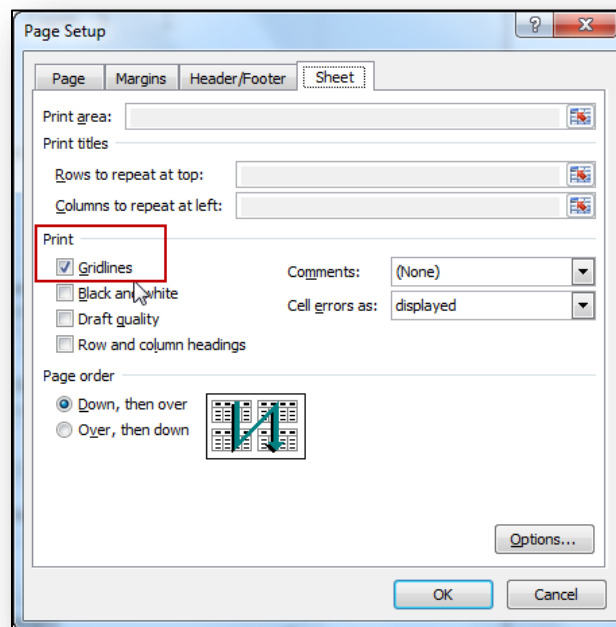 Page Setup
Page Margins Header/Footer Sheet
Print area:
Print titles
Rows to repeat at top:
Columns to repeat at left:
Print
Gridlines Comments: (None)
Black and white Cell errors as: displayed
Draft quality
Row and column headings
Page order
Down, then over
Over, then down
Options...
OK Cancel